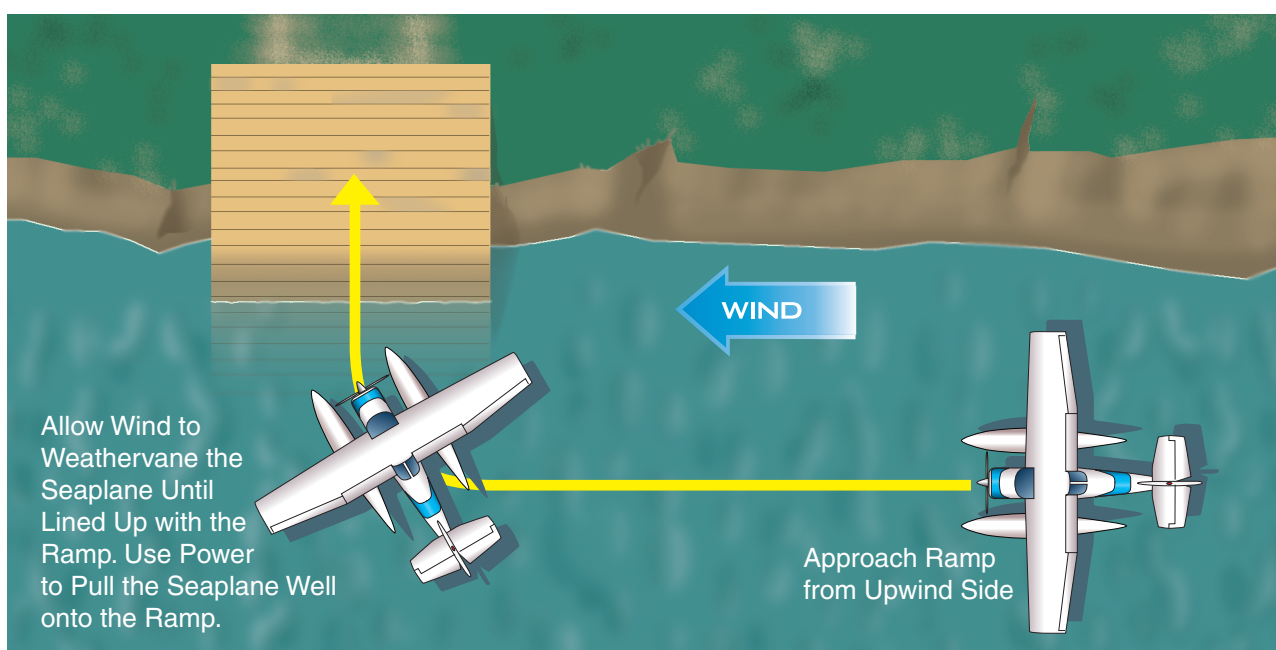 WIND
Allow Wind to
Weathervane the
Seaplane Until
Lined Up with the
Ramp. Use Power
to Pull the Seaplane Well
onto the Ramp.
Approach Ramp
from Upwind Side